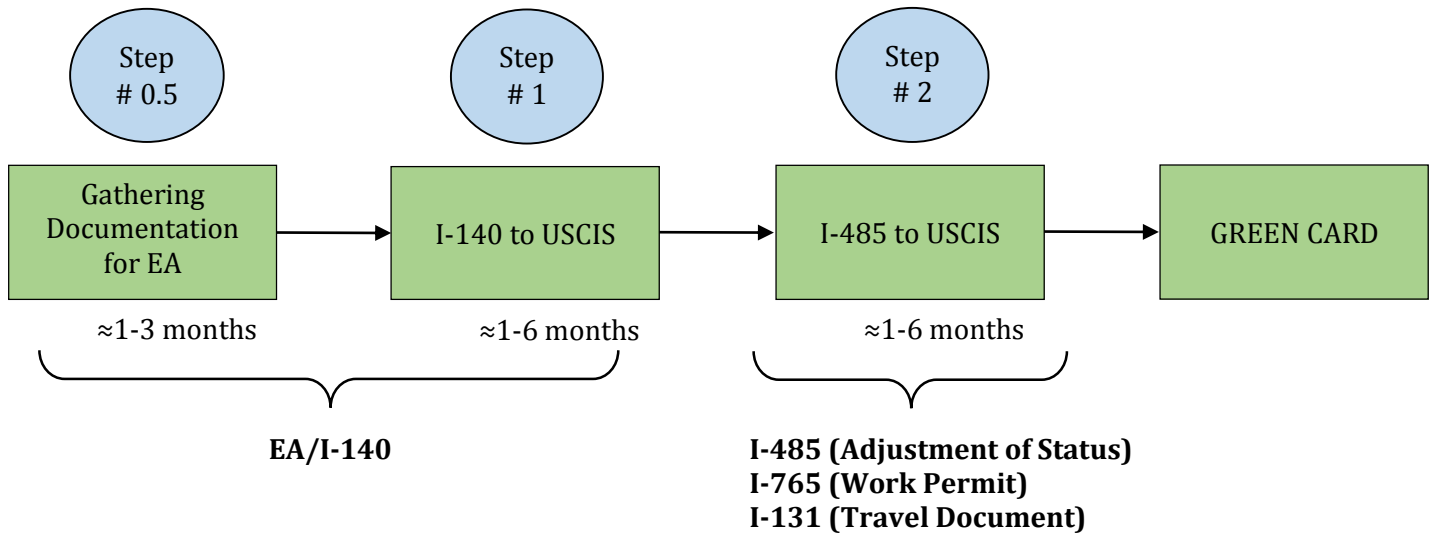 Step
# 0.5
Step
# 1
Step
# 2
Gathering
Documentation
for EA
I-140 to USCIS
I-485 to USCIS
GREEN CARD
≈1-3 months
≈1-6 months
≈1-6 months
EA/I-140
I-485 (Adjustment of Status)
I-765 (Work Permit)
I-131 (Travel Document)